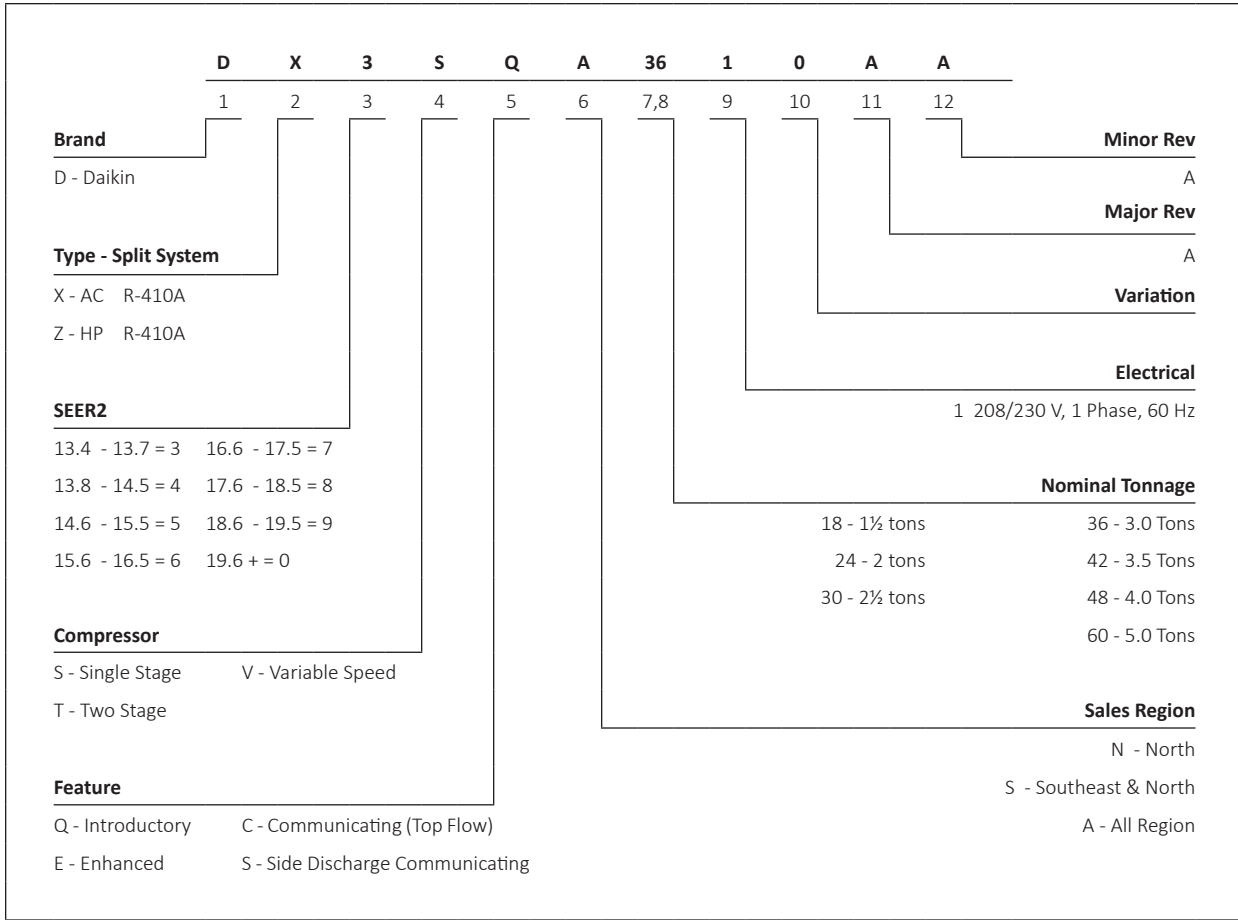 D X 3 S Q A 36 1 0 A A
1 2 3 4 5 6 7,8 9 10 11 12
Brand
D - Daikin
Type - Split System
X - AC R-410A
Z - HP R-410A
SEER2
13.4 - 13.7 = 3 16.6 - 17.5 = 7
13.8 - 14.5 = 4 17.6 - 18.5 = 8
14.6 - 15.5 = 5 18.6 - 19.5 = 9
15.6 - 16.5 = 6 19.6 + = 0
Compressor
S - Single Stage V - Variable Speed
T - Two Stage
Feature
Q - Introductory C - Communicating (Top Flow)
E - Enhanced S - Side Discharge Communicating
Minor Rev
A
Major Rev
A
Variation
Electrical
1 208/230 V, 1 Phase, 60 Hz
Nominal Tonnage
18 - 1½ tons 36 - 3.0 Tons
24 - 2 tons 42 - 3.5 Tons
30 - 2½ tons 48 - 4.0 Tons
60 - 5.0 Tons
Sales Region
N - North
S - Southeast & North
A - All Region